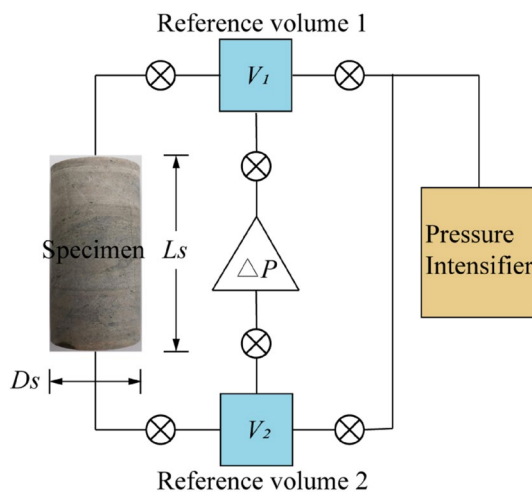 Reference volume 1
V₁
Specimen
Ls
△P
Pressure
Intensifier
Ds
V₂
Reference volume 2